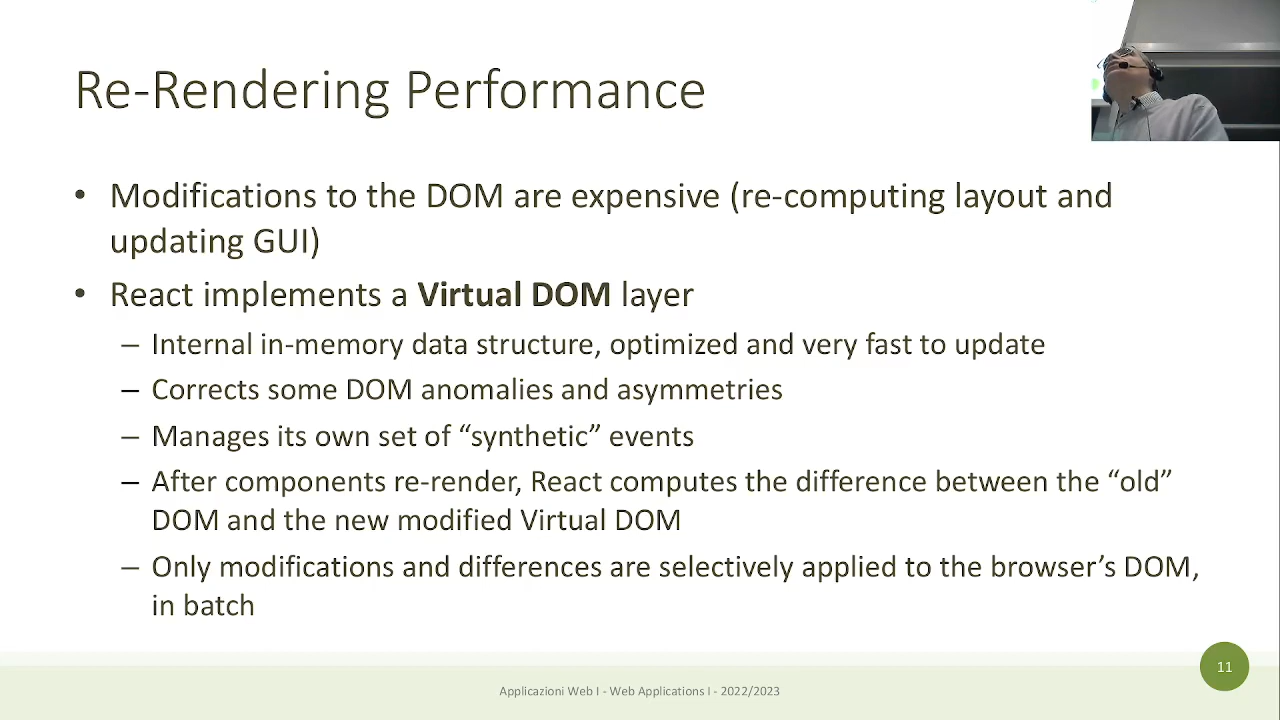 Re-Rendering Performance
• Modifications to the DOM are expensive (re-computing layout and
updating GUI)
• React implements a Virtual DOM layer
– Internal in-memory data structure, optimized and very fast to update
– Corrects some DOM anomalies and asymmetries
– Manages its own set of “synthetic” events
– After components re-render, React computes the difference between the “old”
DOM and the new modified Virtual DOM
– Only modifications and differences are selectively applied to the browser’s DOM,
in batch
11
Applicazioni Web I - Web Applications I - 2022/2023